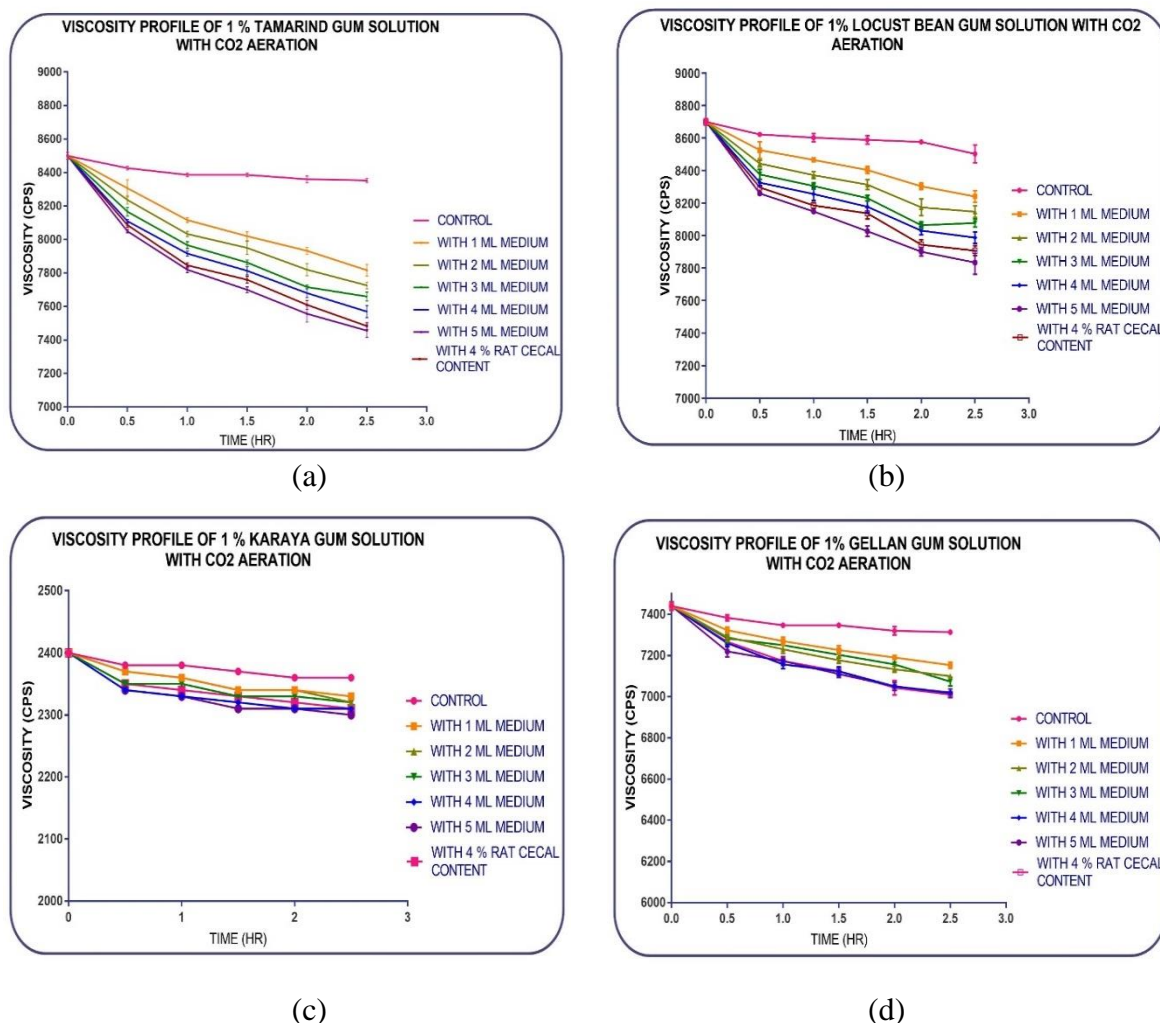 VISCOSITY PROFILE OF 1 % TAMARIND GUM SOLUTION
WITH CO2 AERATION
9000
8800
8600
8400
8200
8000
7800
7600
7400
7200
7000
VISCOSITY (CPS)
0.0 0.5 1.0 1.5 2.0 2.5 3.0
TIME (HR)
CONTROL
WITH 1 ML MEDIUM
WITH 2 ML MEDIUM
WITH 3 ML MEDIUM
WITH 4 ML MEDIUM
WITH 5 ML MEDIUM
WITH 4 % RAT CECAL
CONTENT
(a)
VISCOSITY PROFILE OF 1% LOCUST BEAN GUM SOLUTION WITH CO2
AERATION
9000
8800
8600
8400
8200
8000
7800
7600
7400
7200
7000
VISCOSITY (CPS)
0.0 0.5 1.0 1.5 2.0 2.5 3.0
TIME (HR)
CONTROL
WITH 1 ML MEDIUM
WITH 2 ML MEDIUM
WITH 3 ML MEDIUM
WITH 4 ML MEDIUM
WITH 5 ML MEDIUM
WITH 4 % RAT CECAL
CONTENT
(b)
VISCOSITY PROFILE OF 1 % KARAYA GUM SOLUTION
WITH CO2 AERATION
2500
2400
2300
2200
2100
2000
VISCOSITY (CPS)
0 1 2 3
TIME (HR)
CONTROL
WITH 1 ML MEDIUM
WITH 2 ML MEDIUM
WITH 3 ML MEDIUM
WITH 4 ML MEDIUM
WITH 5 ML MEDIUM
WITH 4 % RAT CECAL
CONTENT
(c)
VISCOSITY PROFILE OF 1% GELLAN GUM SOLUTION
WITH CO2 AERATION
7400
7200
7000
6800
6600
6400
6200
6000
VISCOSITY (CPS)
0.0 0.5 1.0 1.5 2.0 2.5 3.0
TIME (HR)
CONTROL
WITH 1 ML MEDIUM
WITH 2 ML MEDIUM
WITH 3 ML MEDIUM
WITH 4 ML MEDIUM
WITH 5 ML MEDIUM
WITH 4 % RAT CECAL
CONTENT
(d)